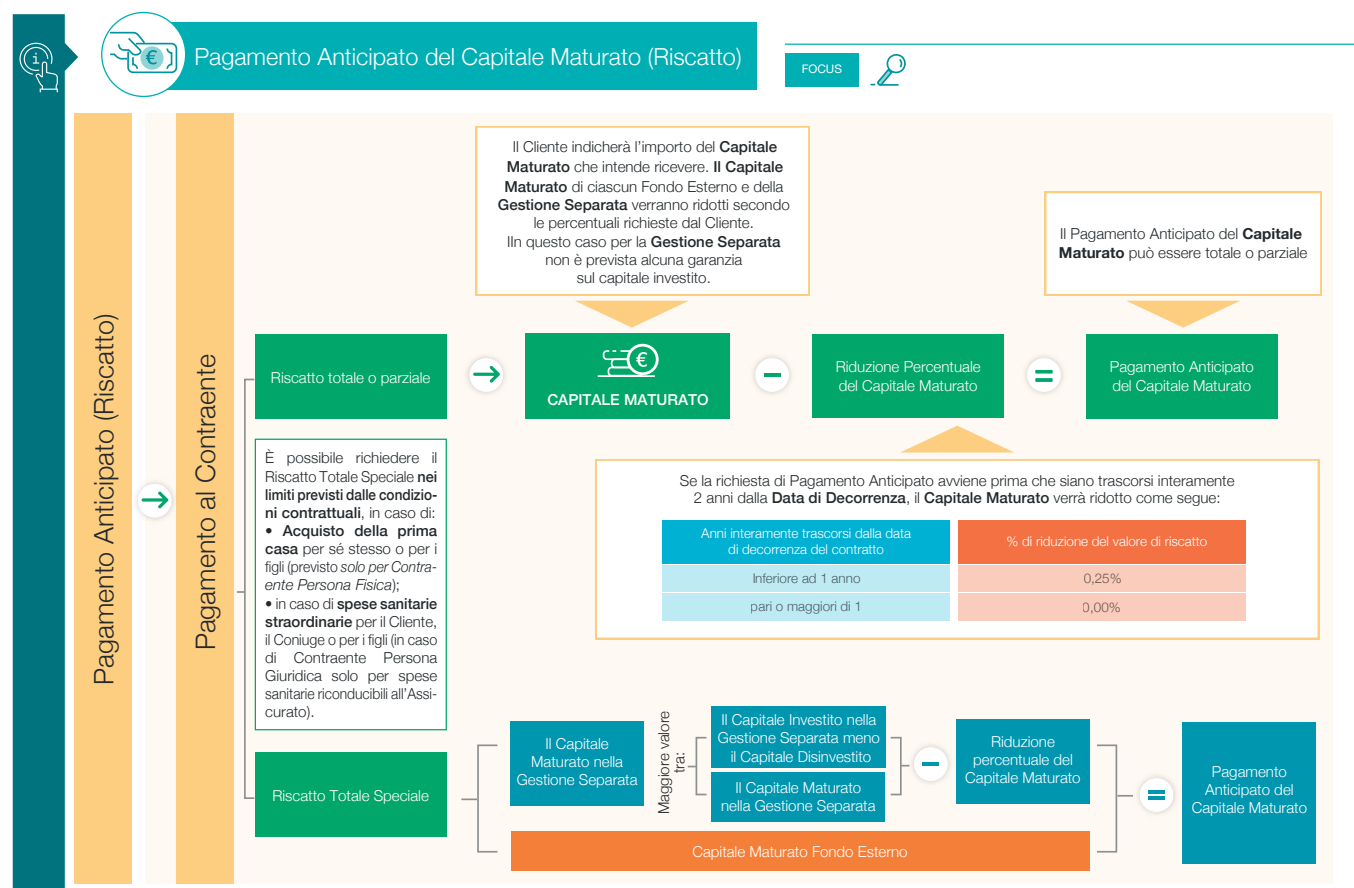 Pagamento Anticipato del Capitale Maturato (Riscatto)
FOCUS
Pagamento Anticipato (Riscatto)
Pagamento al Contraente
Il Cliente indicherà l'importo del Capitale
Maturato che intende ricevere. Il Capitale
Maturato di ciascun Fondo Esterno e della
Gestione Separata verranno ridotti secondo
le percentuali richieste dal Cliente.
IIn questo caso per la Gestione Separata
non è prevista alcuna garanzia
sul capitale investito.
Il Pagamento Anticipato del Capitale
Maturato può essere totale o parziale
Riscatto totale o parziale
€
CAPITALE MATURATO
Riduzione Percentuale
del Capitale Maturato
=
Pagamento Anticipato
del Capitale Maturato
È possibile richiedere il
Riscatto Totale Speciale nei
limiti previsti dalle condizio-
ni contrattuali, in caso di:
• Acquisto della prima
casa per sé stesso o per i
figli (previsto solo per Contra-
ente Persona Fisica);
• in caso di spese sanitarie
straordinarie per il Cliente,
il Coniuge o per i figli (in caso
di Contraente Persona
Giuridica solo per spese
sanitarie riconducibili all'Assi-
curato).
Se la richiesta di Pagamento Anticipato avviene prima che siano trascorsi interamente
2 anni dalla Data di Decorrenza, il Capitale Maturato verrà ridotto come segue:
Anni interamente trascorsi dalla data
di decorrenza del contratto
% di riduzione del valore di riscatto
Inferiore ad 1 anno
0,25%
pari o maggiori di 1
0,00%
Riscatto Totale Speciale
Il Capitale
Maturato nella
Gestione Separata
Maggiore valore
tra:
Il Capitale Investito nella
Gestione Separata meno
il Capitale Disinvestito
Il Capitale Maturato
nella Gestione Separata
Riduzione
percentuale del
Capitale Maturato
=
Pagamento
Anticipato del
Capitale Maturato
Capitale Maturato Fondo Esterno